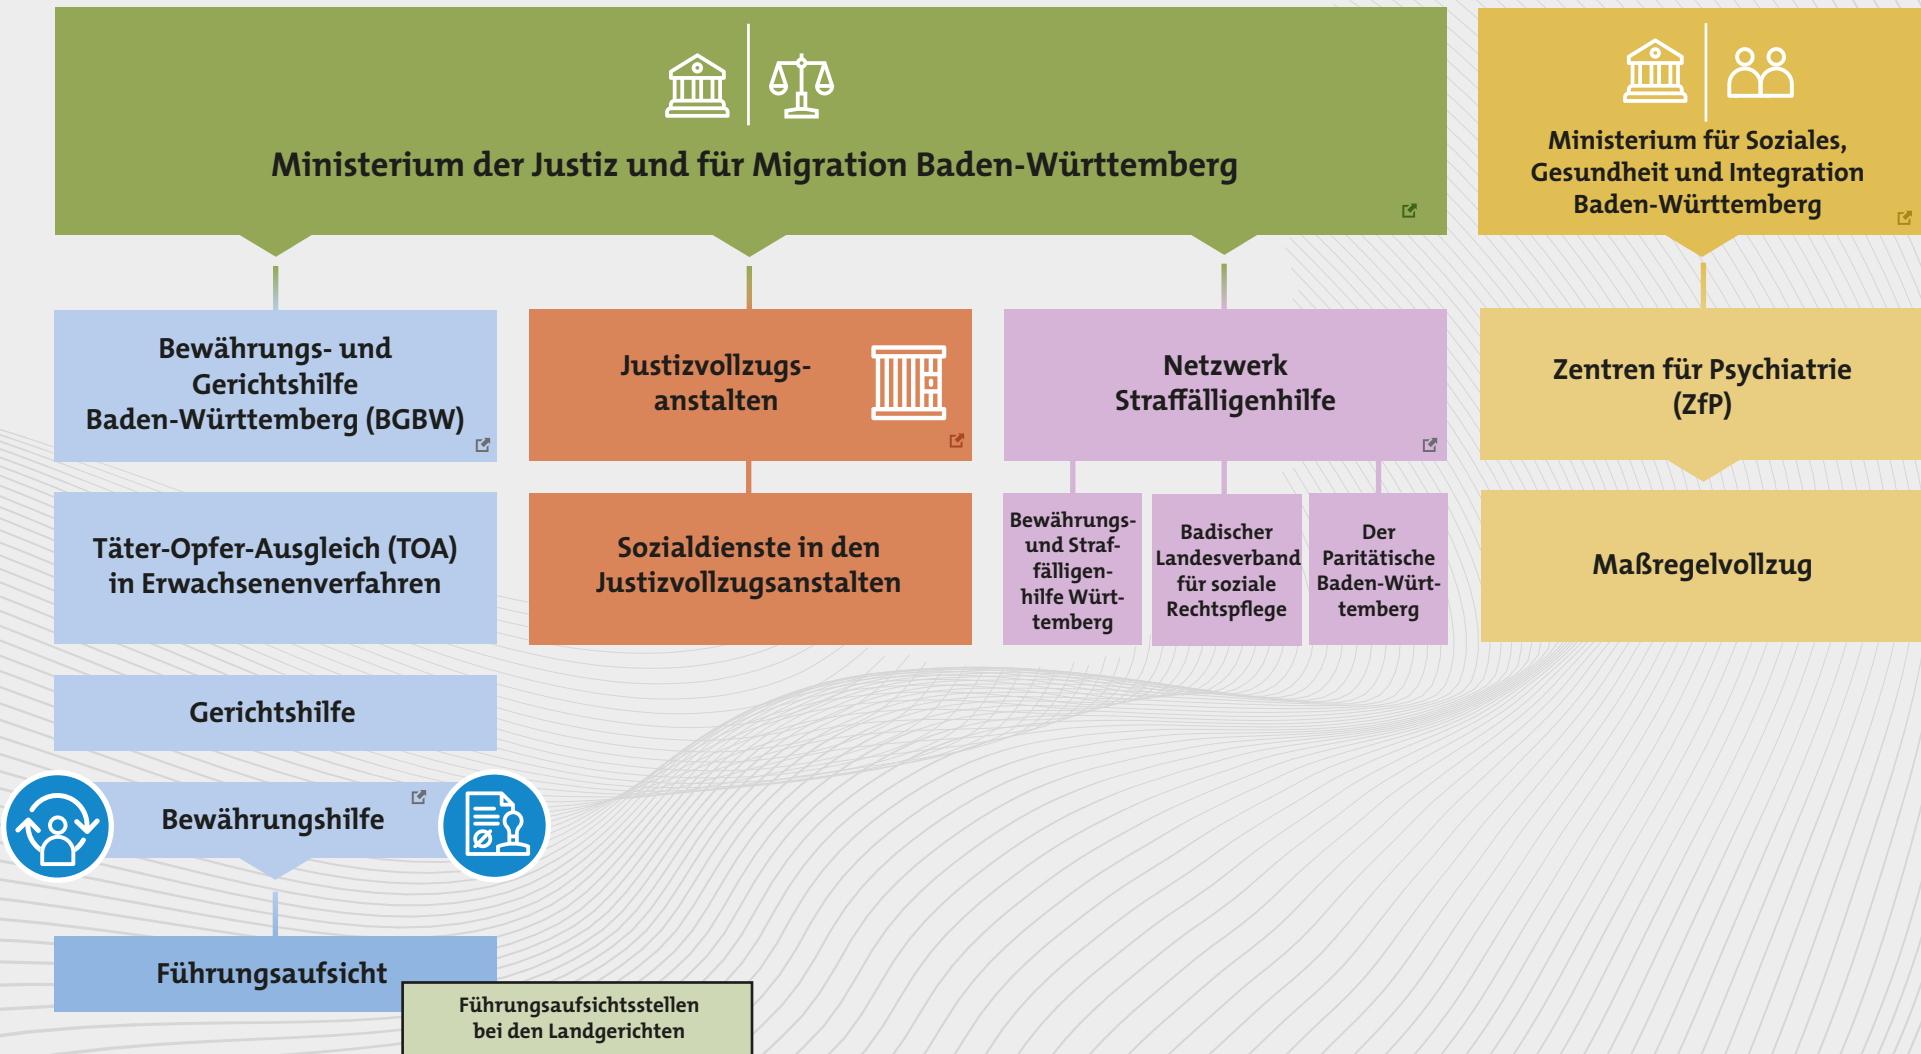 Ministerium der Justiz und für Migration Baden-Württemberg
Ministerium für Soziales,
Gesundheit und Integration
Baden-Württemberg
Bewährungs- und
Gerichtshilfe
Baden-Württemberg (BGBW)
Justizvollzugs-
anstalten
Netzwerk
Straffälligenhilfe
Zentren für Psychiatrie
(ZfP)
Täter-Opfer-Ausgleich (TOA)
in Erwachsenenverfahren
Sozialdienste in den
Justizvollzugsanstalten
Bewährungs-
und Straf-
fälligen-
hilfe Würt-
temberg
Badischer
Landesverband
für soziale
Rechtspflege
Der
Paritätische
Baden-Würt-
temberg
Maßregelvollzug
Gerichtshilfe
Bewährungshilfe
Führungsaufsicht
Führungsaufsichtsstellen
bei den Landgerichten